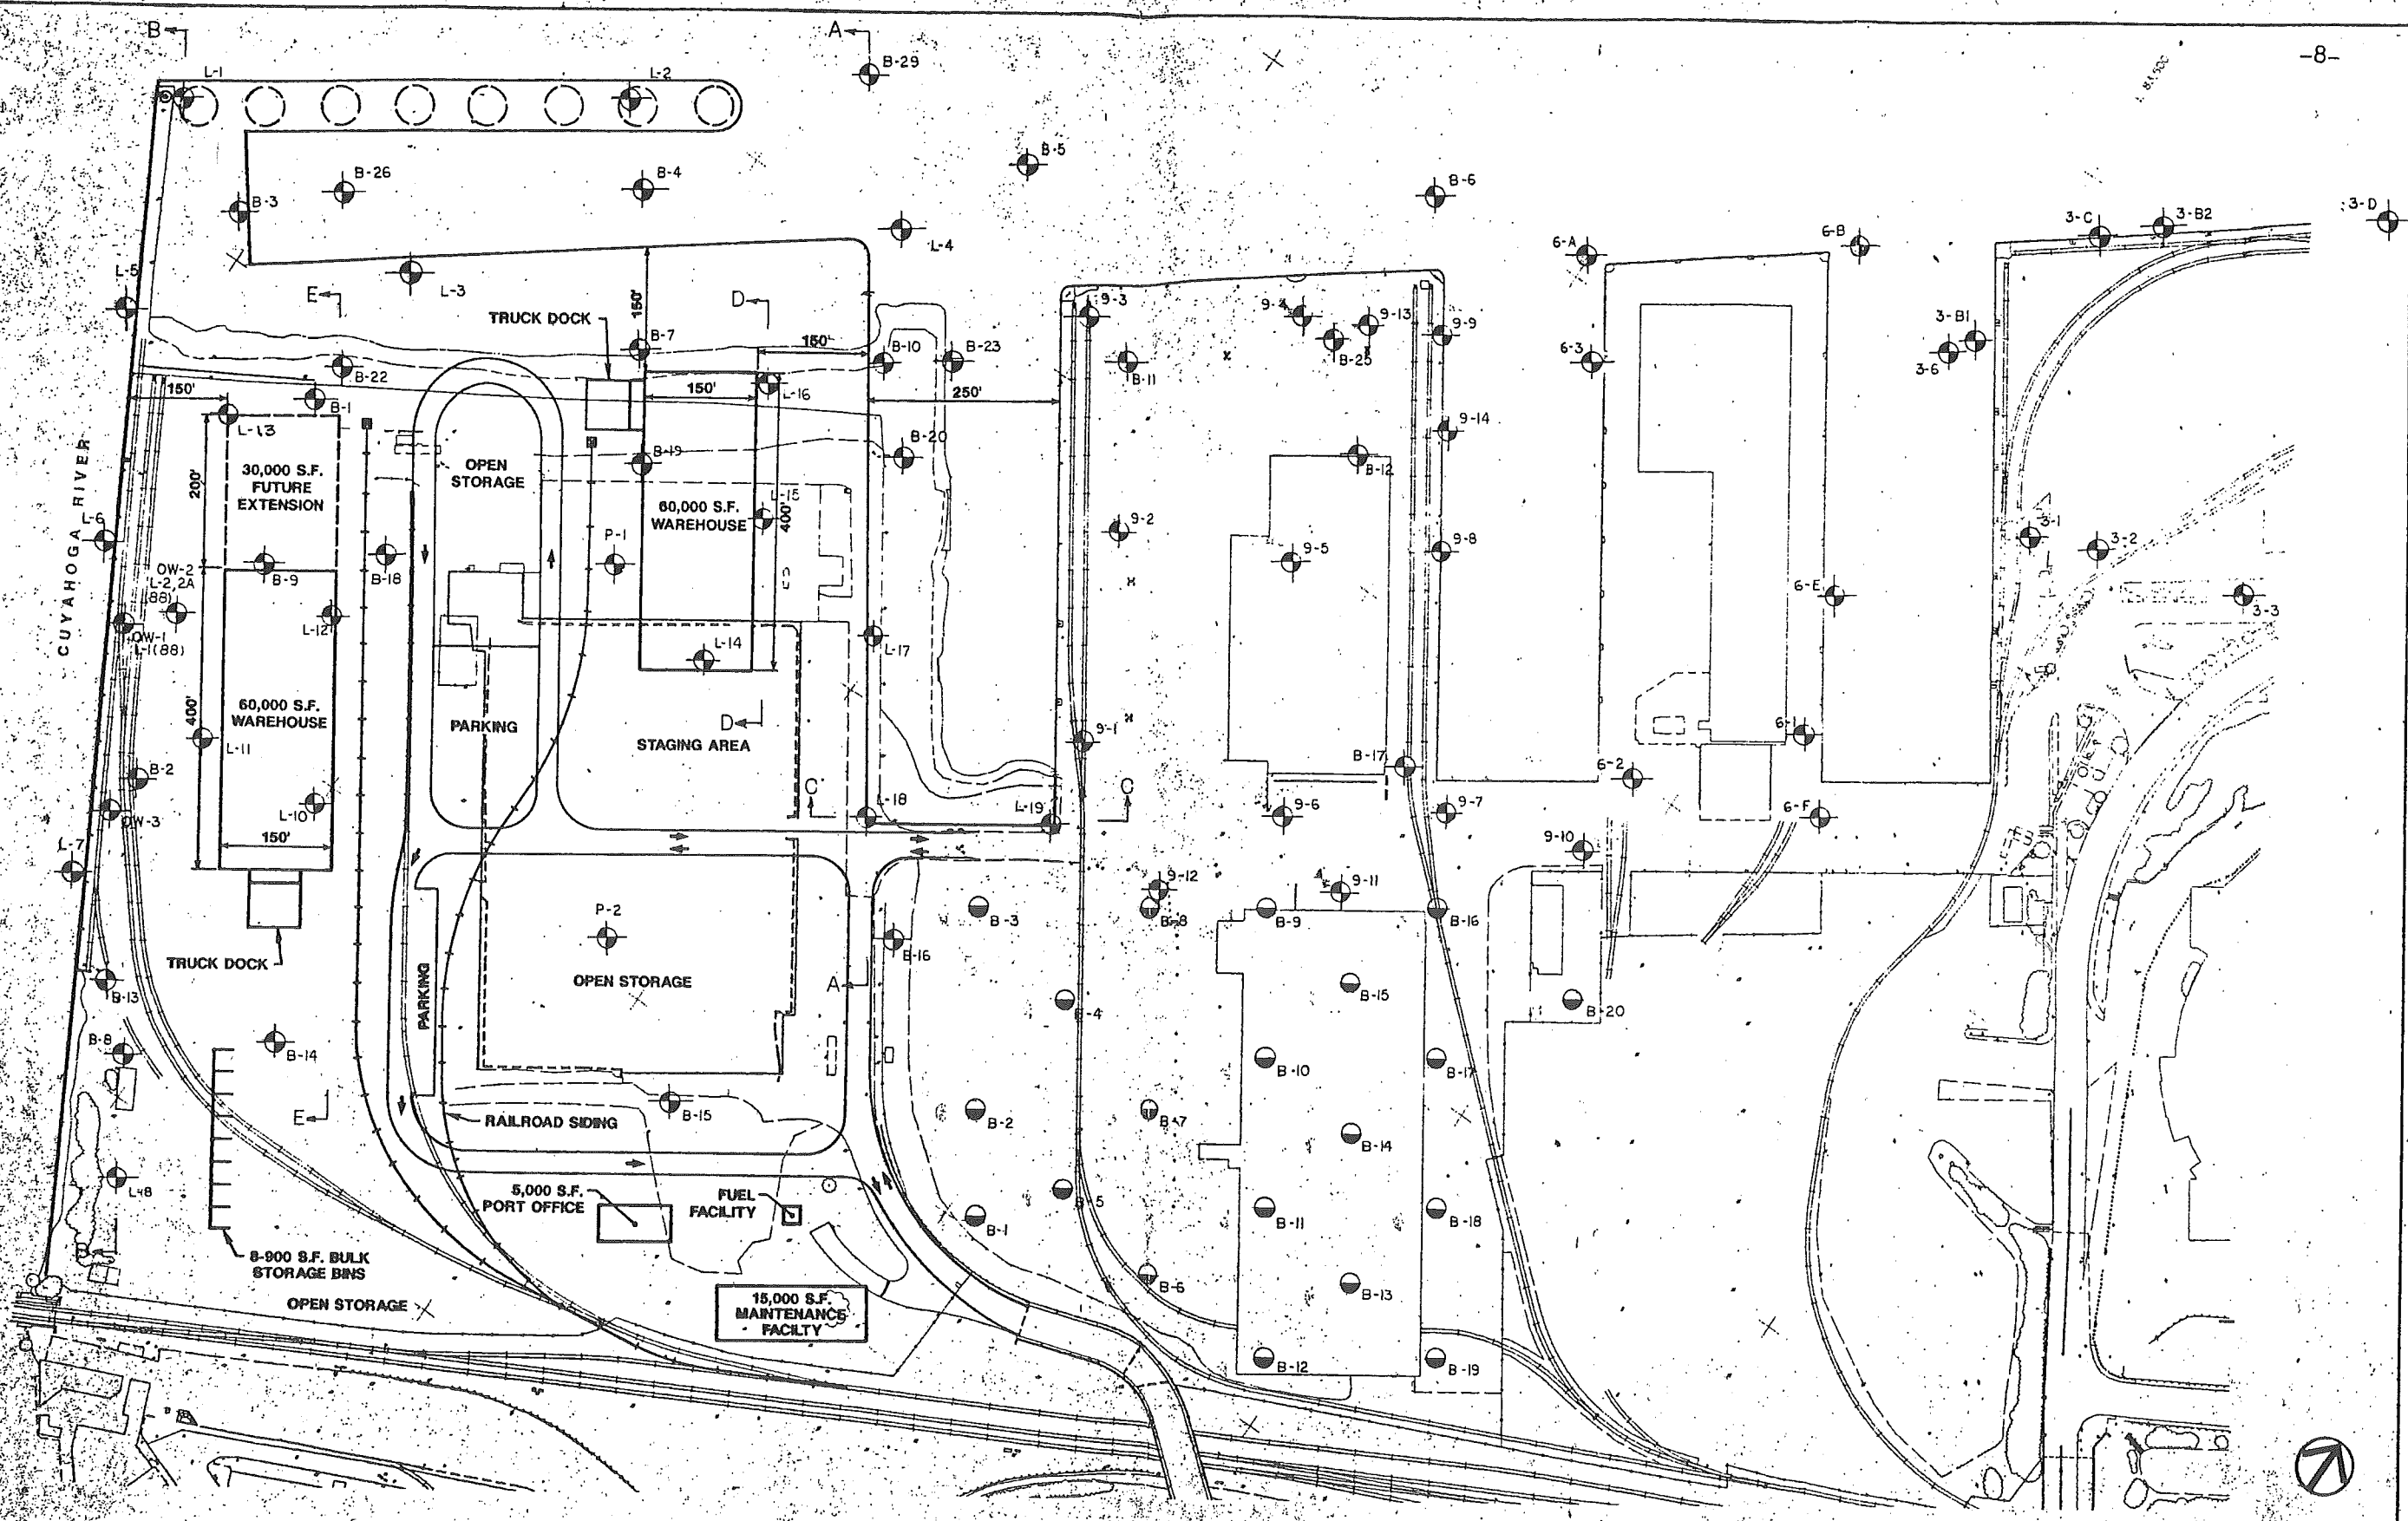 -8-
B
A
B-29
L-1
L-2
B-5
B-26
B-4
B-6
B-3
L-4
6-A
6-B
3-C
3-B2
3-D
L-5
L-3
E
D
TRUCK DOCK
150'
9-3
9-4
9-13
9-9
3-B1
B-7
150'
B-10
B-23
B-11
B-25
6-3
3-6
B-22
150'
B-1
150'
L-16
250'
L-13
9-14
CUYAHOGA RIVER
200'
30,000 S.F.
FUTURE
EXTENSION
OPEN
STORAGE
B-19
B-20
B-12
L-15
60,000 S.F.
WAREHOUSE
400'
L-6
P-1
9-2
9-5
9-8
3-1
3-2
OW-2
L-2,2A
(88)
B-9
B-18
6-E
3-3
OW-1
L-1(88)
L-12
L-17
L-14
400'
60,000 S.F.
WAREHOUSE
L-11
PARKING
D
STAGING AREA
9-1
B-17
6-1
6-2
B-2
C
C
L-10
OW-3
L-18
L-19
9-6
9-7
6-F
150'
9-10
L-7
9-12
9-11
P-2
B-3
B-8
B-9
B-16
TRUCK DOCK
B-16
B-13
PARKING
OPEN STORAGE
A
B-15
B-4
B-20
B-8
B-14
B-10
B-17
E
RAILROAD SIDING
B-15
B-2
B-7
B-14
5,000 S.F.
PORT OFFICE
FUEL
FACILITY
B-5
B-1
B-11
B-18
B
8-900 S.F. BULK
STORAGE BINS
B-6
B-13
OPEN STORAGE
15,000 S.F.
MAINTENANCE
FACILTY
B-12
B-19